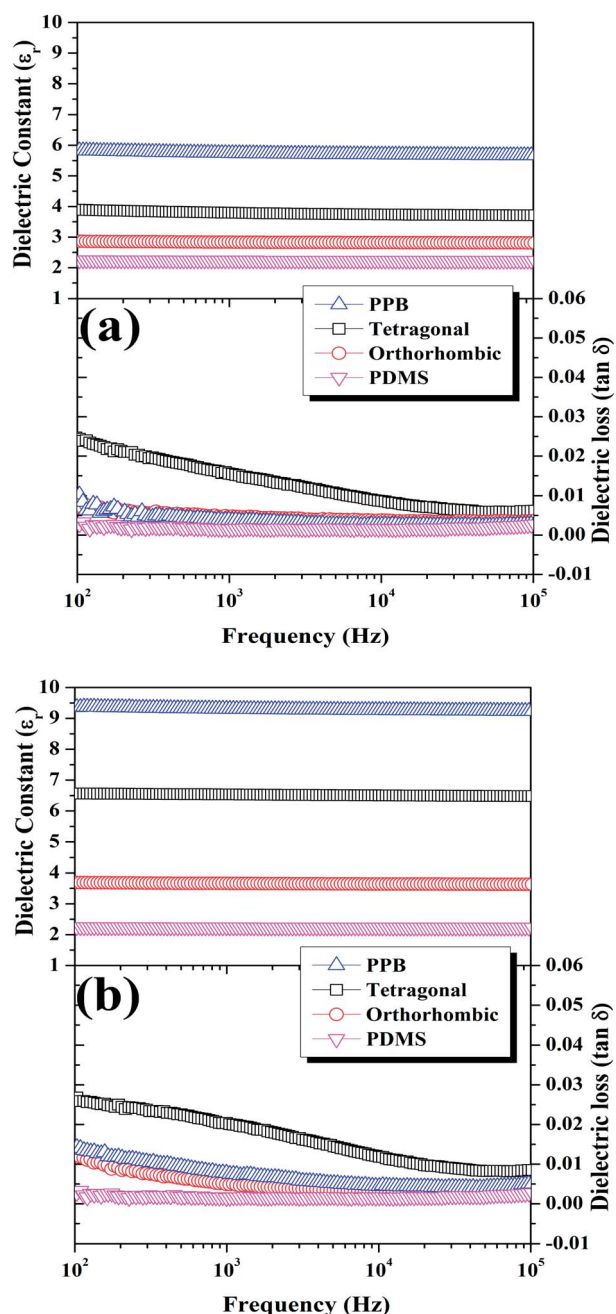 10
9
8
7
6
5
4
3
2
1
Dielectric Constant (εr)
(a)
PPB
Tetragonal
Orthorhombic
PDMS
0.06
0.05
0.04
0.03
0.02
0.01
0.00
-0.01
Dielectric loss (tan δ)
10² 10³ 10⁴ 10⁵
Frequency (Hz)
10
9
8
7
6
5
4
3
2
1
Dielectric Constant (εr)
(b)
PPB
Tetragonal
Orthorhombic
PDMS
0.06
0.05
0.04
0.03
0.02
0.01
0.00
-0.01
Dielectric loss (tan δ)
10² 10³ 10⁴ 10⁵
Frequency (Hz)